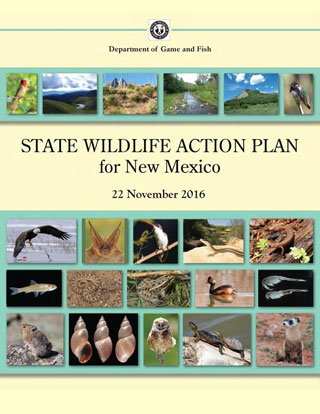 Department of Game and Fish
STATE WILDLIFE ACTION PLAN
for New Mexico
22 November 2016